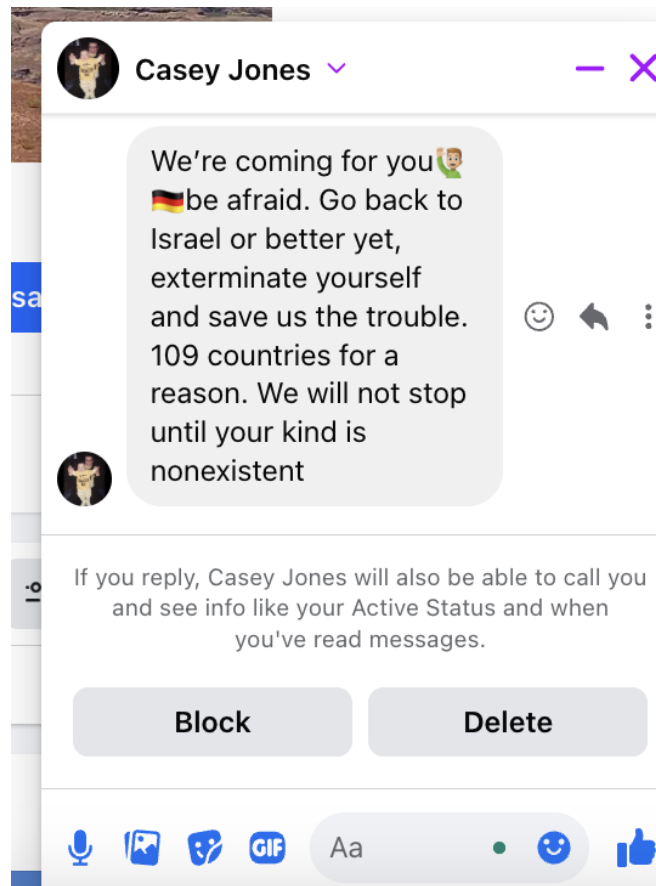 Casey Jones
We're coming for you🙋🏼‍♂️
🇩🇪be afraid. Go back to
Israel or better yet,
exterminate yourself
and save us the trouble.
109 countries for a
reason. We will not stop
until your kind is
nonexistent
sa
If you reply, Casey Jones will also be able to call you
and see info like your Active Status and when
you've read messages.
Block
Delete
GIF
Aa